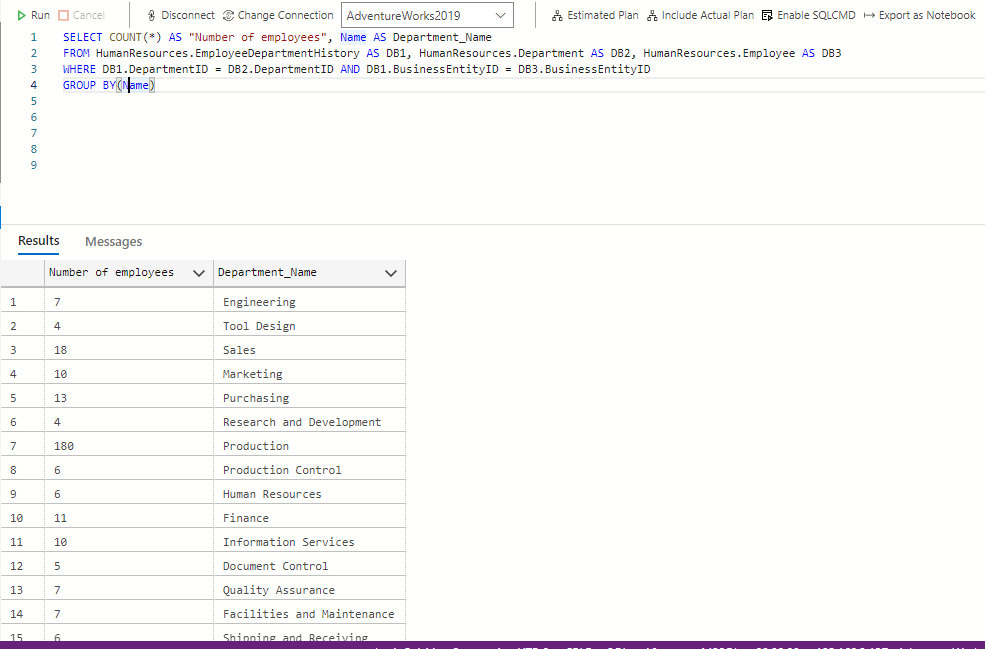 Run Cancel Disconnect Change Connection AdventureWorks2019 Estimated Plan Include Actual Plan Enable SQLCMD Export as Notebook
1 SELECT COUNT(*) AS "Number of employees", Name AS Department_Name
2 FROM HumanResources.EmployeeDepartmentHistory AS DB1, HumanResources.Department AS DB2, HumanResources.Employee AS DB3
3 WHERE DB1.DepartmentID = DB2.DepartmentID AND DB1.BusinessEntityID = DB3.BusinessEntityID
4 GROUP BY(Name)
5
6
7
8
9
Results Messages
Number of employees Department_Name
1 7 Engineering
2 4 Tool Design
3 18 Sales
4 10 Marketing
5 13 Purchasing
6 4 Research and Development
7 180 Production
8 6 Production Control
9 6 Human Resources
10 11 Finance
11 10 Information Services
12 5 Document Control
13 7 Quality Assurance
14 7 Facilities and Maintenance
15 6 Shipping and Receiving